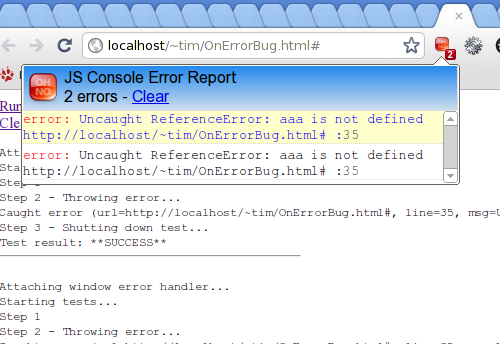 localhost/~tim/OnErrorBug.html#
2
OH
NO
JS Console Error Report
2 errors - Clear
error: Uncaught ReferenceError: aaa is not defined
http://localhost/~tim/OnErrorBug.html# :35
error: Uncaught ReferenceError: aaa is not defined
http://localhost/~tim/OnErrorBug.html# :35
Run
Cle
Att
Sta
Step 2 - Throwing error...
Caught error (url=http://localhost/~tim/OnErrorBug.html#, line=35, msg=U
Step 3 - Shutting down test...
Test result: **SUCCESS**
Attaching window error handler...
Starting tests...
Step 1
Step 2 - Throwing error...